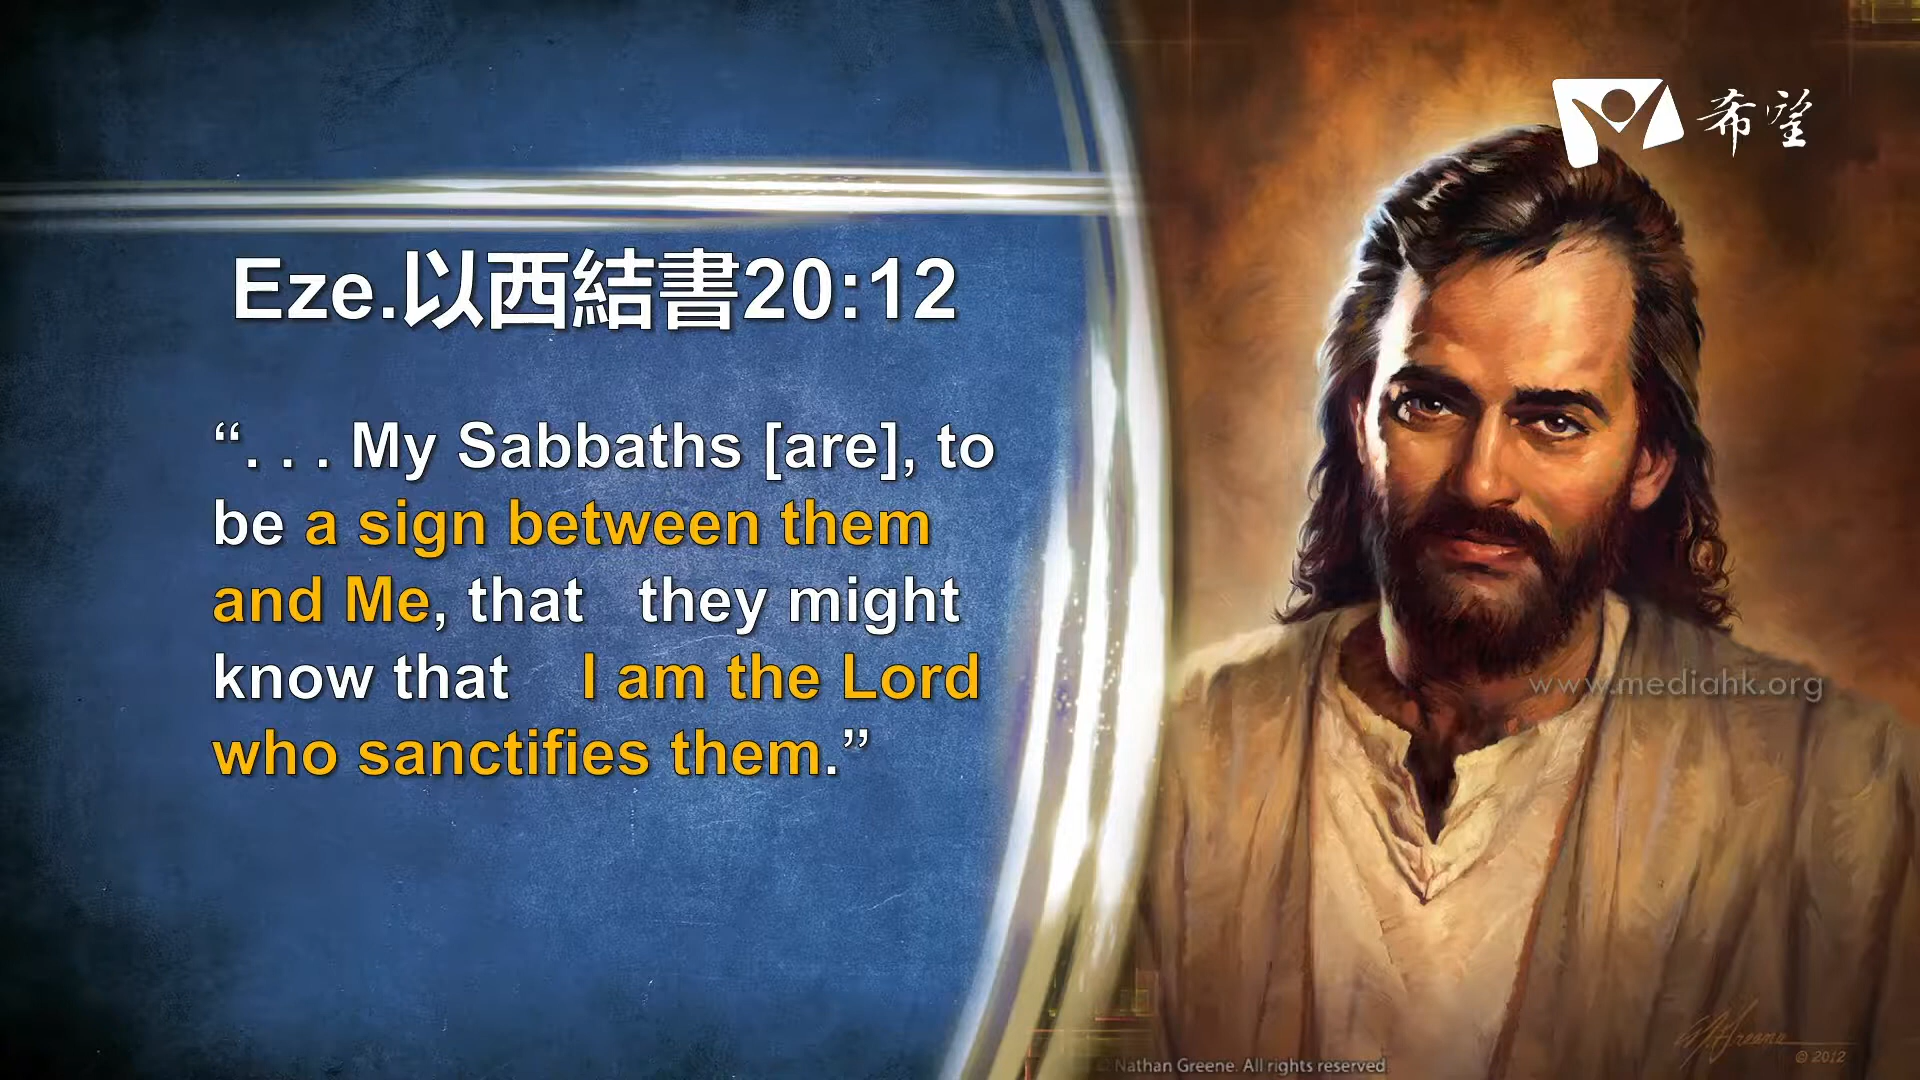 希望
Eze.以西結書20:12
“. . . My Sabbaths [are], to
be a sign between them
and Me, that they might
know that I am the Lord
who sanctifies them.”
www.mediahk.org
N. Greene
© 2012
© Nathan Greene. All rights reserved.